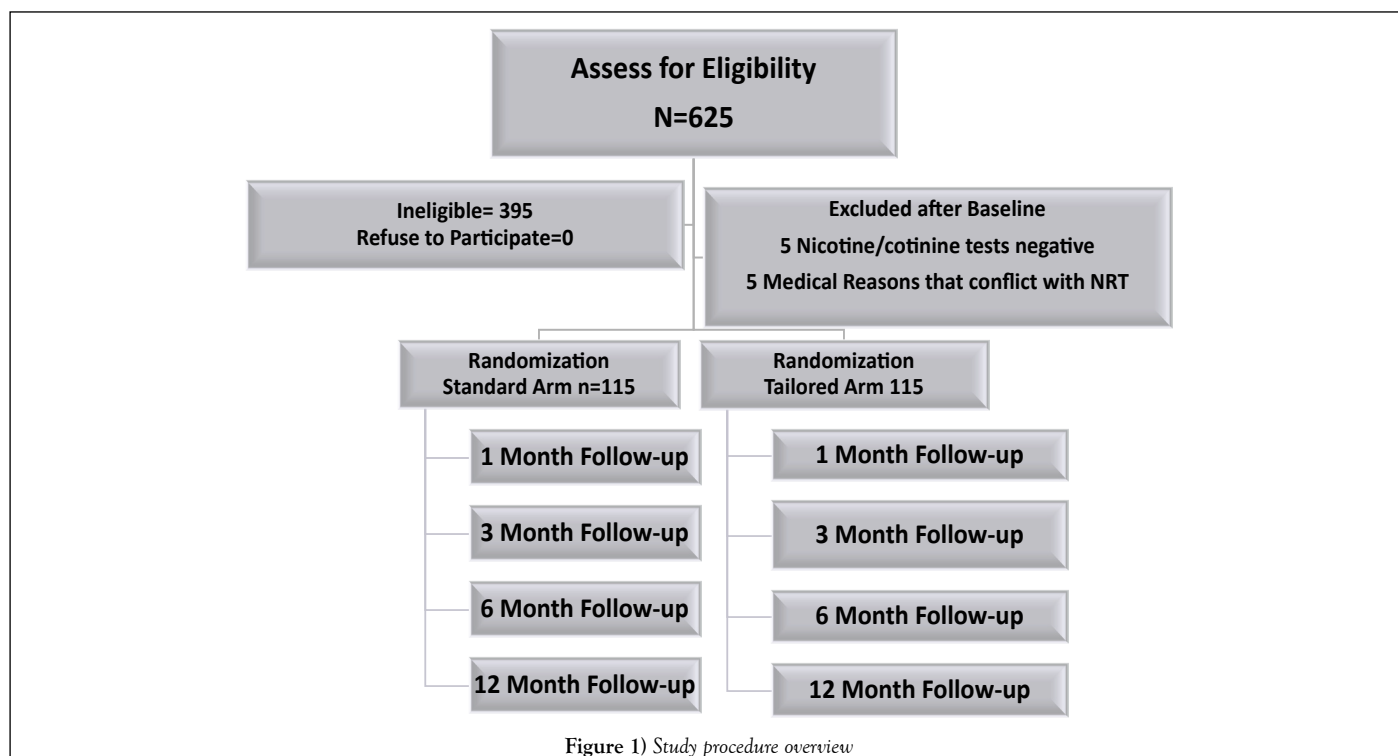 Assess for Eligibility
N=625
Ineligible= 395
Refuse to Participate=0
Excluded after Baseline
5 Nicotine/cotinine tests negative
5 Medical Reasons that conflict with NRT
Randomization
Standard Arm n=115
Randomization
Tailored Arm 115
1 Month Follow-up
3 Month Follow-up
6 Month Follow-up
12 Month Follow-up
1 Month Follow-up
3 Month Follow-up
6 Month Follow-up
12 Month Follow-up
Figure 1) Study procedure overview